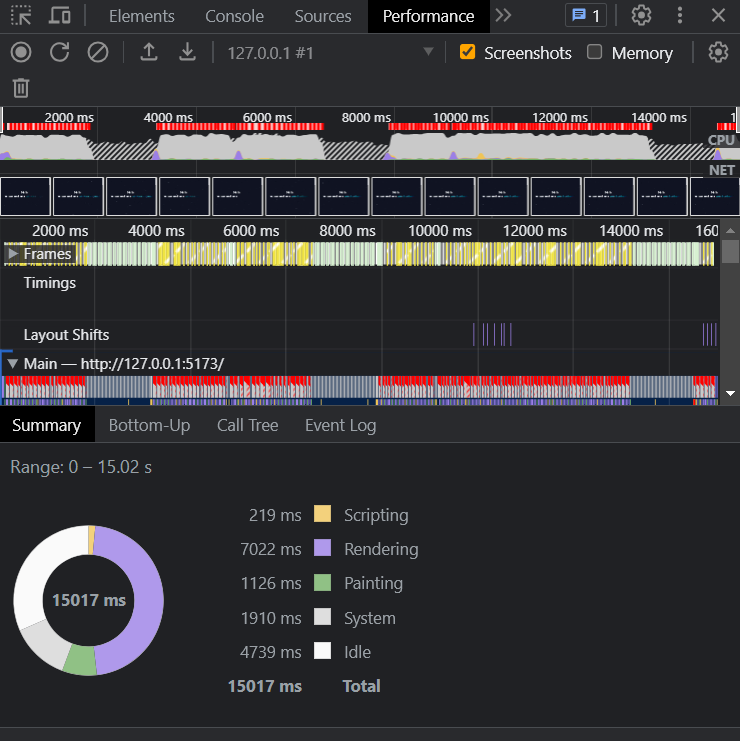 Elements Console Sources Performance 1
127.0.0.1 #1 Screenshots Memory
2000 ms 4000 ms 6000 ms 8000 ms 10000 ms 12000 ms 14000 ms 1
CPU
NET
2000 ms 4000 ms 6000 ms 8000 ms 10000 ms 12000 ms 14000 ms 160
Frames
Timings
Layout Shifts
Main — http://127.0.0.1:5173/
Summary Bottom-Up Call Tree Event Log
Range: 0 – 15.02 s
219 ms Scripting
7022 ms Rendering
15017 ms
1126 ms Painting
1910 ms System
4739 ms Idle
15017 ms Total